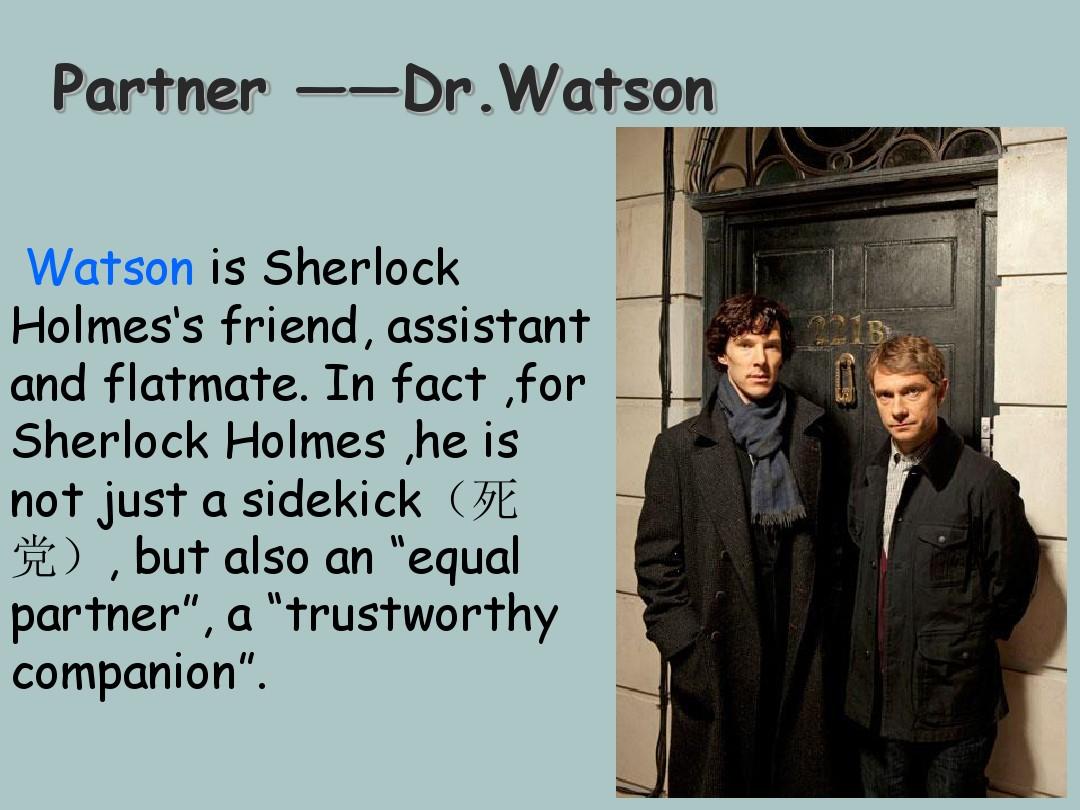 Partner ——Dr.Watson
Watson is Sherlock
Holmes‘s friend, assistant
and flatmate. In fact ,for
Sherlock Holmes ,he is
not just a sidekick（死
党）, but also an “equal
partner”, a “trustworthy
companion”.
221B